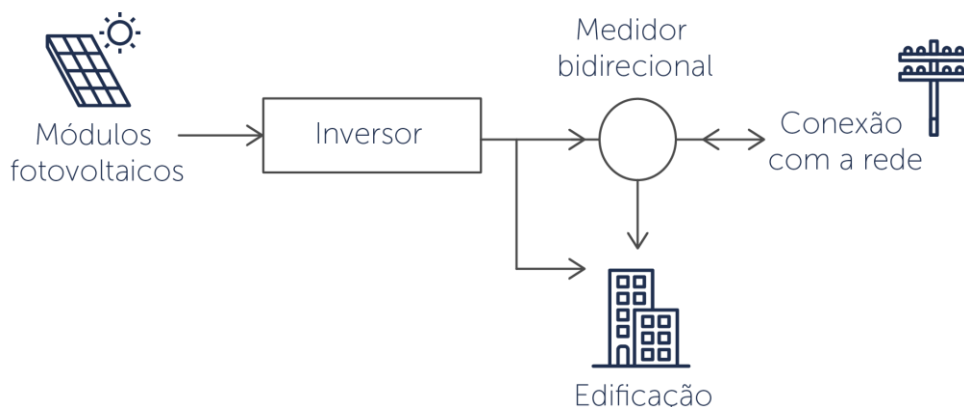 Módulos
fotovoltaicos
Inversor
Medidor
bidirecional
Conexão
com a rede
Edificação